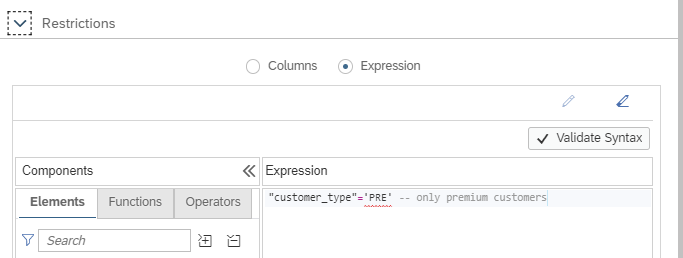 Restrictions
Columns
Expression
Validate Syntax
Components
Expression
Elements
Functions
Operators
"customer_type"='PRE' -- only premium customers
Search